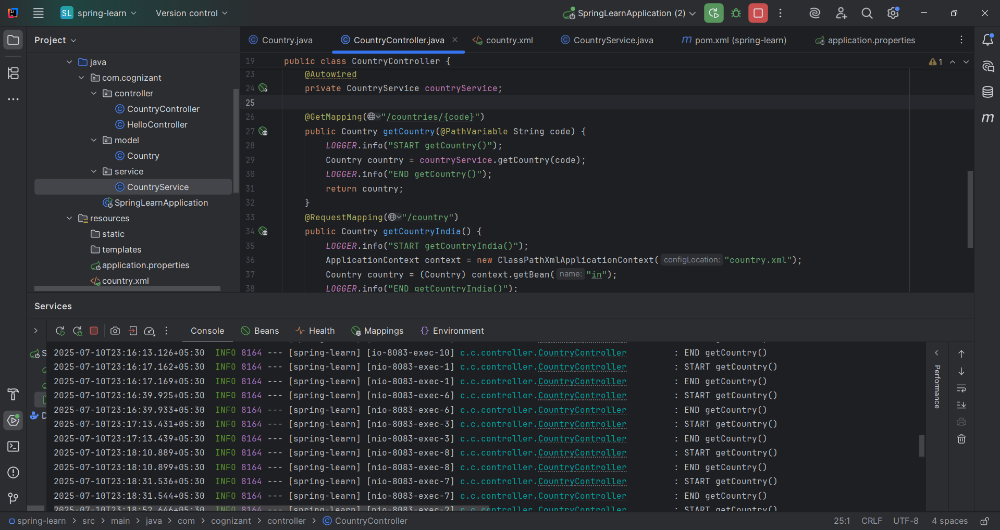 SL spring-learn Version control SpringLearnApplication (2)
Project
java
com.cognizant
controller
CountryController
HelloController
model
Country
service
CountryService
SpringLearnApplication
resources
static
templates
application.properties
country.xml
Country.java CountryController.java country.xml CountryService.java m pom.xml (spring-learn) application.properties
19 public class CountryController {
1
23 @Autowired
24 private CountryService countryService;
25
26 @GetMapping("/countries/{code}")
27 public Country getCountry(@PathVariable String code) {
28 LOGGER.info("START getCountry()");
29 Country country = countryService.getCountry(code);
30 LOGGER.info("END getCountry()");
31 return country;
32 }
33 @RequestMapping("/country")
34 public Country getCountryIndia() {
35 LOGGER.info("START getCountryIndia()");
36 ApplicationContext context = new ClassPathXmlApplicationContext( configLocation: "country.xml");
37 Country country = (Country) context.getBean( name: "in");
38 LOGGER.info("END getCountryIndia()");
Services
Console Beans Health Mappings Environment
S
D
2025-07-10T23:16:13.126+05:30 INFO 8164 --- [spring-learn] [io-8083-exec-10] c.c.controller.CountryController : END getCountry()
2025-07-10T23:16:17.162+05:30 INFO 8164 --- [spring-learn] [nio-8083-exec-1] c.c.controller.CountryController : START getCountry()
2025-07-10T23:16:17.169+05:30 INFO 8164 --- [spring-learn] [nio-8083-exec-1] c.c.controller.CountryController : END getCountry()
2025-07-10T23:16:39.925+05:30 INFO 8164 --- [spring-learn] [nio-8083-exec-6] c.c.controller.CountryController : START getCountry()
2025-07-10T23:16:39.933+05:30 INFO 8164 --- [spring-learn] [nio-8083-exec-6] c.c.controller.CountryController : END getCountry()
2025-07-10T23:17:13.431+05:30 INFO 8164 --- [spring-learn] [nio-8083-exec-3] c.c.controller.CountryController : START getCountry()
2025-07-10T23:17:13.439+05:30 INFO 8164 --- [spring-learn] [nio-8083-exec-3] c.c.controller.CountryController : END getCountry()
2025-07-10T23:18:10.889+05:30 INFO 8164 --- [spring-learn] [nio-8083-exec-8] c.c.controller.CountryController : START getCountry()
2025-07-10T23:18:10.899+05:30 INFO 8164 --- [spring-learn] [nio-8083-exec-8] c.c.controller.CountryController : END getCountry()
2025-07-10T23:18:31.536+05:30 INFO 8164 --- [spring-learn] [nio-8083-exec-7] c.c.controller.CountryController : START getCountry()
2025-07-10T23:18:31.544+05:30 INFO 8164 --- [spring-learn] [nio-8083-exec-7] c.c.controller.CountryController : END getCountry()
2025-07-10T23:18:52.646+05:30 INFO 8164 --- [spring-learn] [nio-8083-exec-2] c.c.controller.CountryController : START getCountry()
Performance
m
spring-learn > src > main > java > com > cognizant > controller > CountryController
25:1 CRLF UTF-8 4 spaces